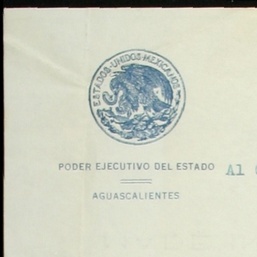 ESTADOS·UNIDOS·MEXICANOS
PODER EJECUTIVO DEL ESTADO Al
AGUASCALIENTES